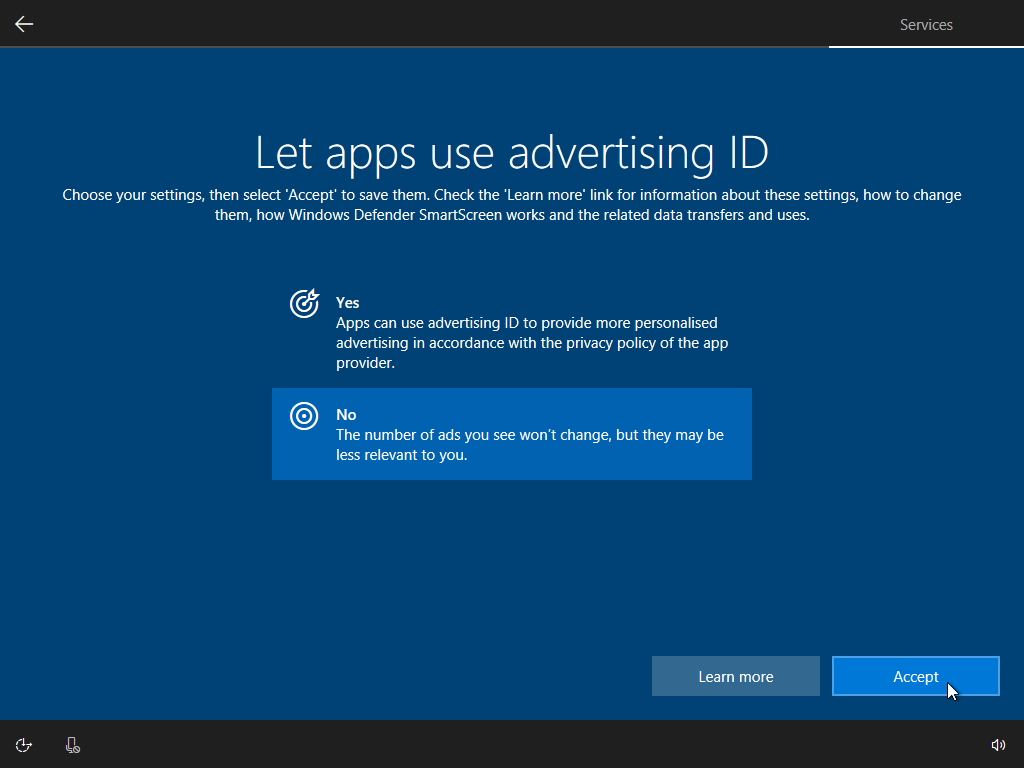 Services
Let apps use advertising ID
Choose your settings, then select 'Accept' to save them. Check the 'Learn more' link for information about these settings, how to change
them, how Windows Defender SmartScreen works and the related data transfers and uses.
Yes
Apps can use advertising ID to provide more personalised
advertising in accordance with the privacy policy of the app
provider.
No
The number of ads you see won’t change, but they may be
less relevant to you.
Learn more
Accept